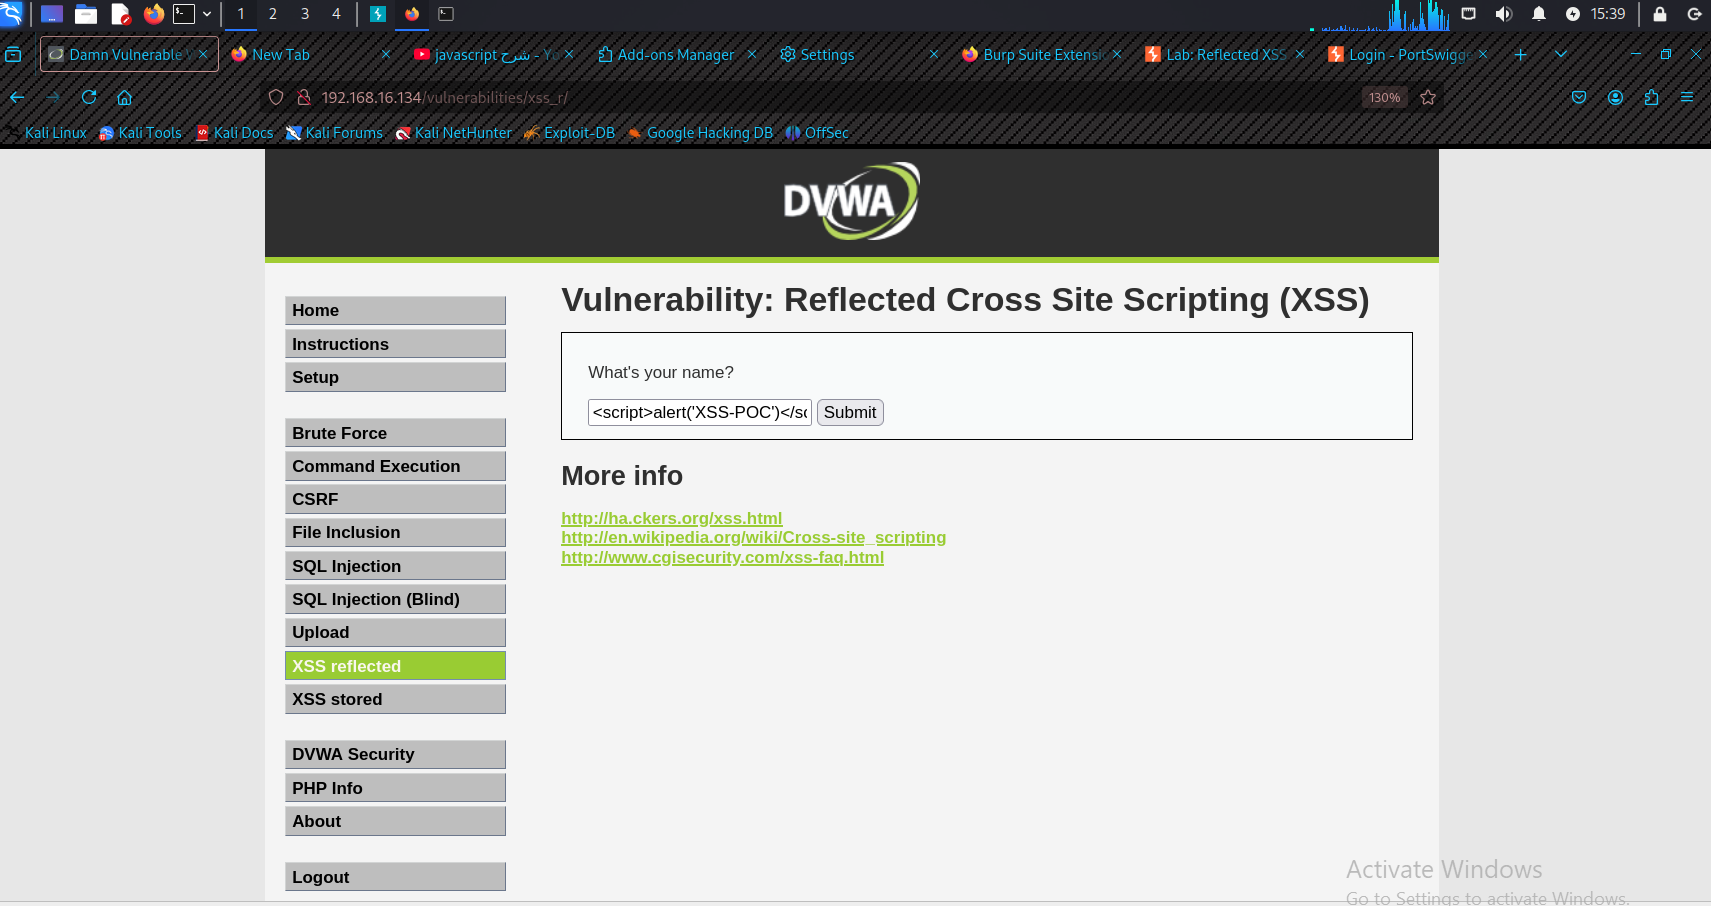 1 2 3 4 15:39
Damn Vulnerable W New Tab javascript شرح - Yo Add-ons Manager Settings Burp Suite Extensio Lab: Reflected XSS Login - PortSwigge
192.168.16.134/vulnerabilities/xss_r/ 130%
Kali Linux Kali Tools Kali Docs Kali Forums Kali NetHunter Exploit-DB Google Hacking DB OffSec
DVWA
Vulnerability: Reflected Cross Site Scripting (XSS)
What's your name?
<script>alert('XSS-POC')</sc Submit
More info
http://ha.ckers.org/xss.html
http://en.wikipedia.org/wiki/Cross-site_scripting
http://www.cgisecurity.com/xss-faq.html
Home
Instructions
Setup
Brute Force
Command Execution
CSRF
File Inclusion
SQL Injection
SQL Injection (Blind)
Upload
XSS reflected
XSS stored
DVWA Security
PHP Info
About
Logout
Activate Windows
Go to Settings to activate Windows.